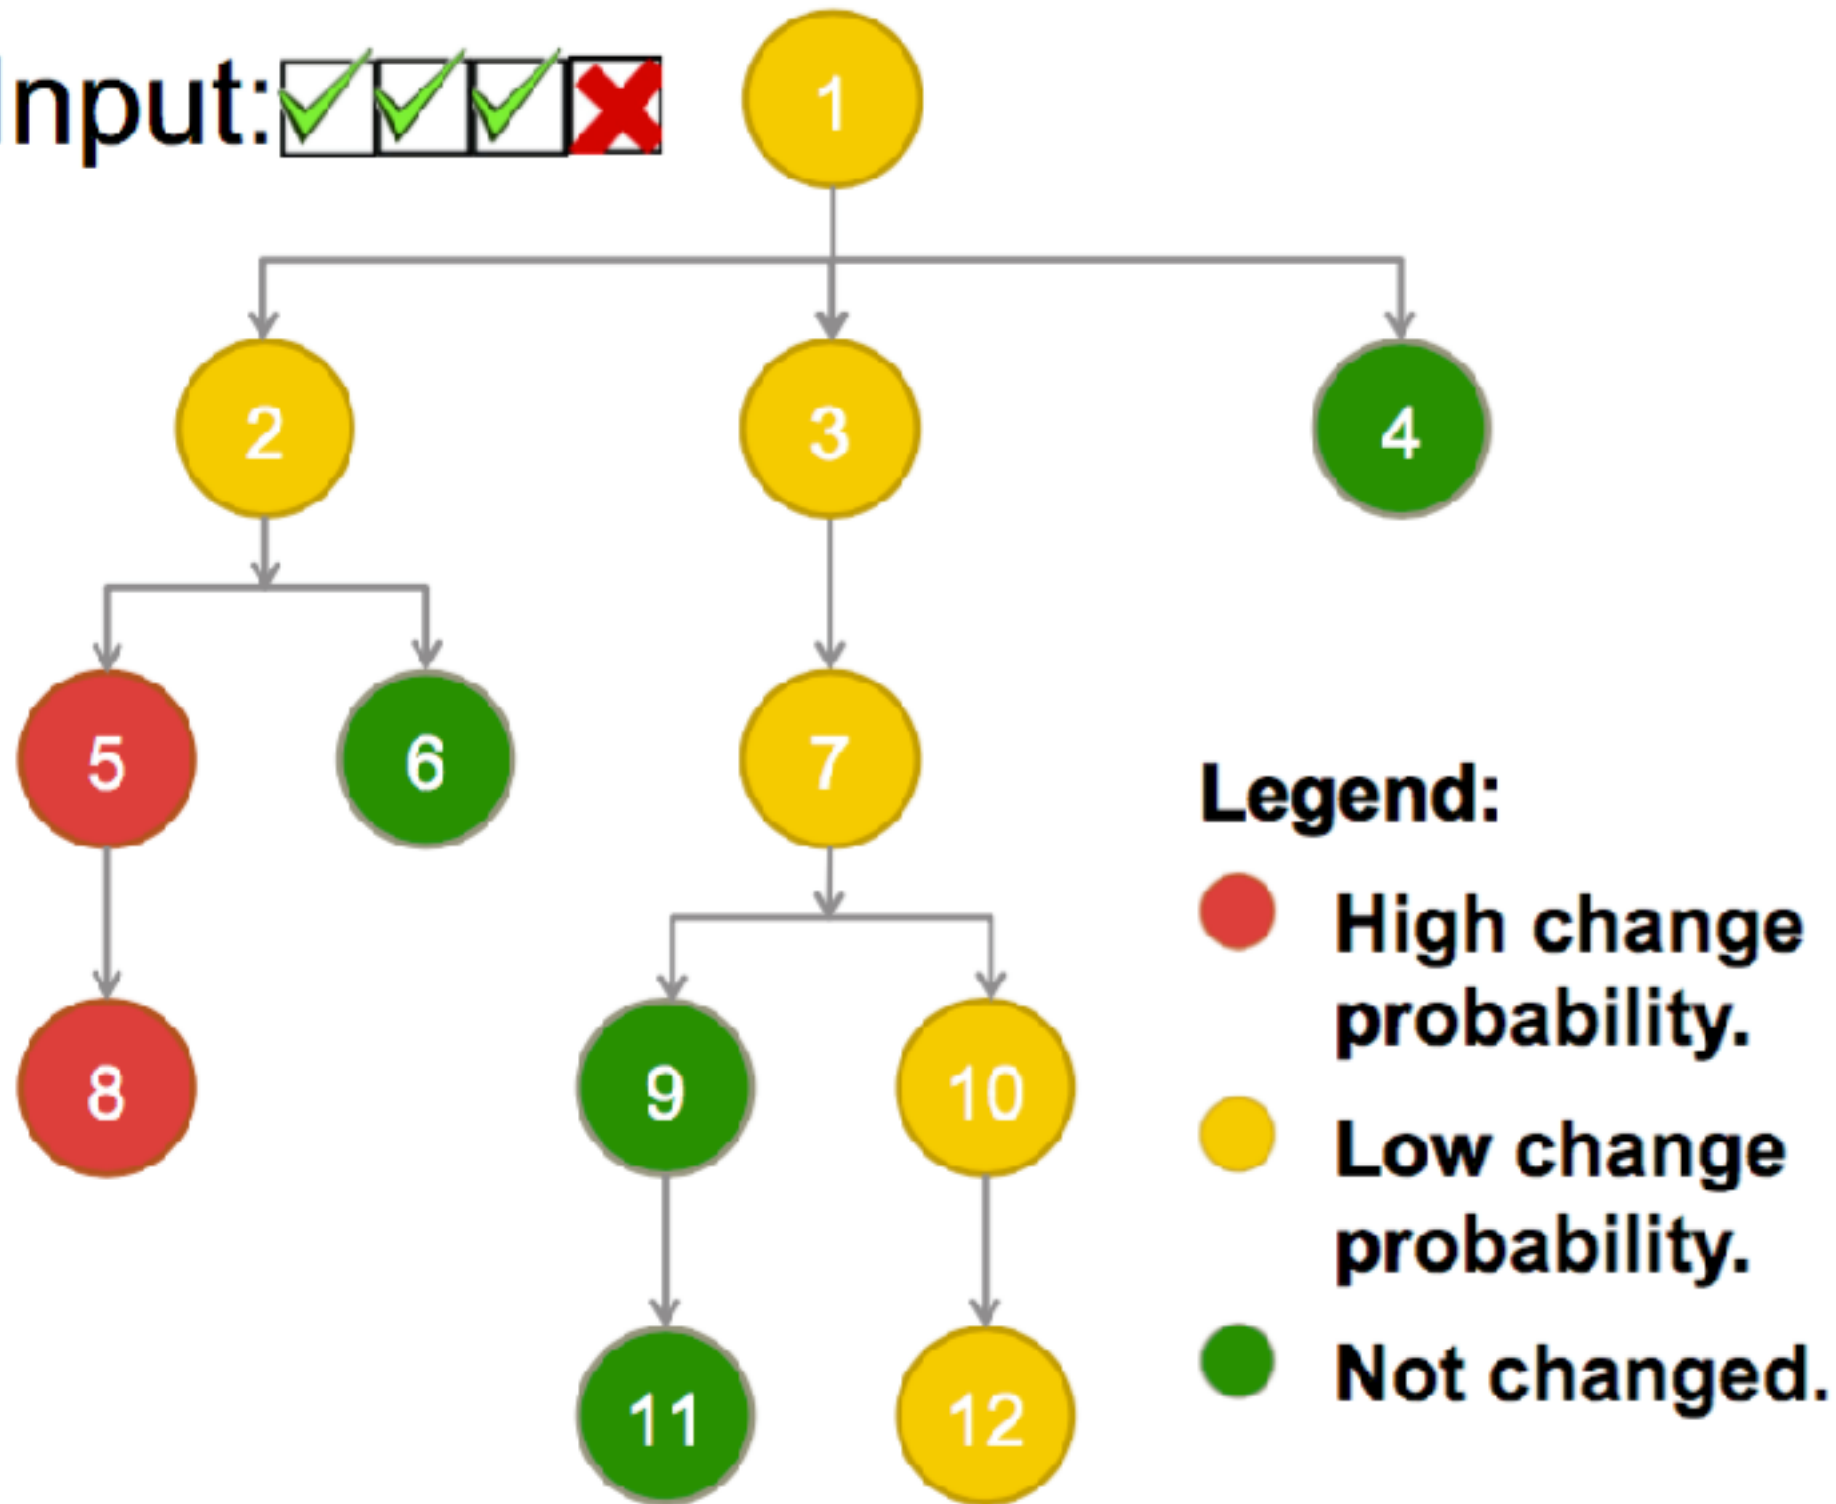 Input:
1
2
3
4
5
6
7
8
9
10
11
12
Legend:
High change
probability.
Low change
probability.
Not changed.